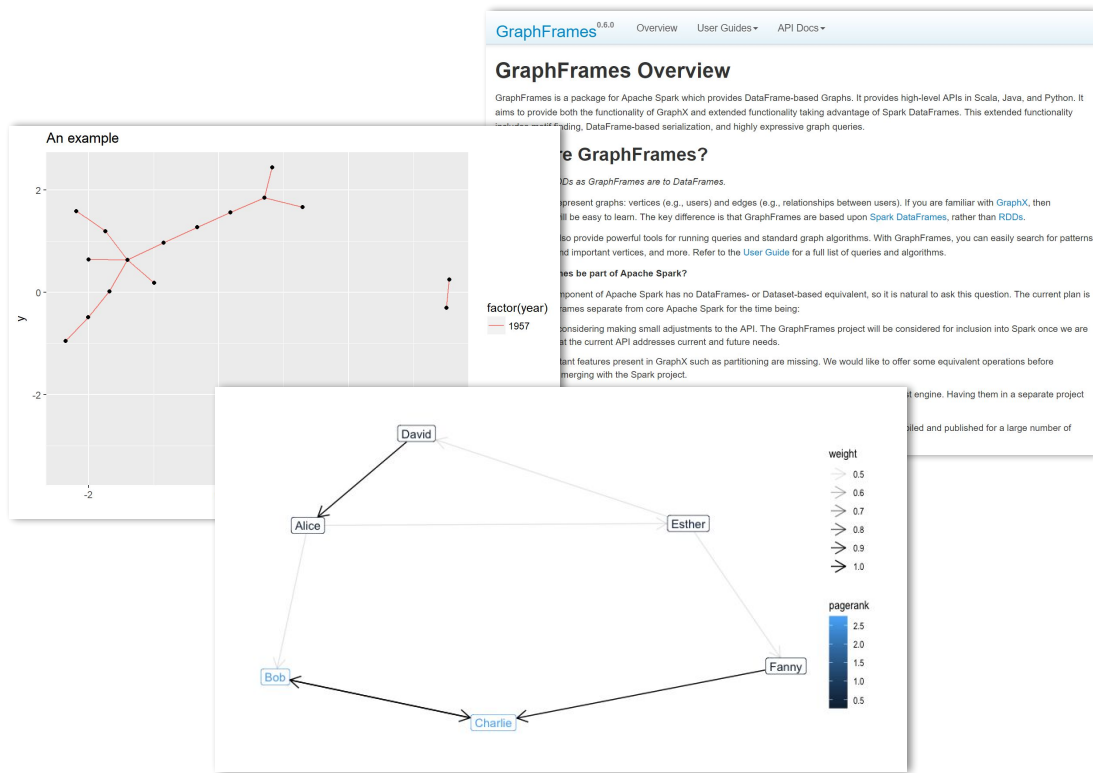 GraphFrames 0.6.0 Overview User Guides API Docs
GraphFrames Overview
GraphFrames is a package for Apache Spark which provides DataFrame-based Graphs. It provides high-level APIs in Scala, Java, and Python. It
aims to provide both the functionality of GraphX and extended functionality taking advantage of Spark DataFrames. This extended functionality
finding, DataFrame-based serialization, and highly expressive graph queries.
GraphFrames?
as GraphFrames are to DataFrames.
graphs: vertices (e.g., users) and edges (e.g., relationships between users). If you are familiar with GraphX, then
be easy to learn. The key difference is that GraphFrames are based upon Spark DataFrames, rather than RDDs.
provide powerful tools for running queries and standard graph algorithms. With GraphFrames, you can easily search for patterns
important vertices, and more. Refer to the User Guide for a full list of queries and algorithms.
be part of Apache Spark?
of Apache Spark has no DataFrames- or Dataset-based equivalent, so it is natural to ask this question. The current plan is
separate from core Apache Spark for the time being:
considering making small adjustments to the API. The GraphFrames project will be considered for inclusion into Spark once we are
the current API addresses current and future needs.
features present in GraphX such as partitioning are missing. We would like to offer some equivalent operations before
merging with the Spark project.
engine. Having them in a separate project
and published for a large number of
An example
2
0
-2
y
-2
factor(year)
1957
David
Alice
Esther
Bob
Charlie
Fanny
weight
0.5
0.6
0.7
0.8
0.9
1.0
pagerank
2.5
2.0
1.5
1.0
0.5